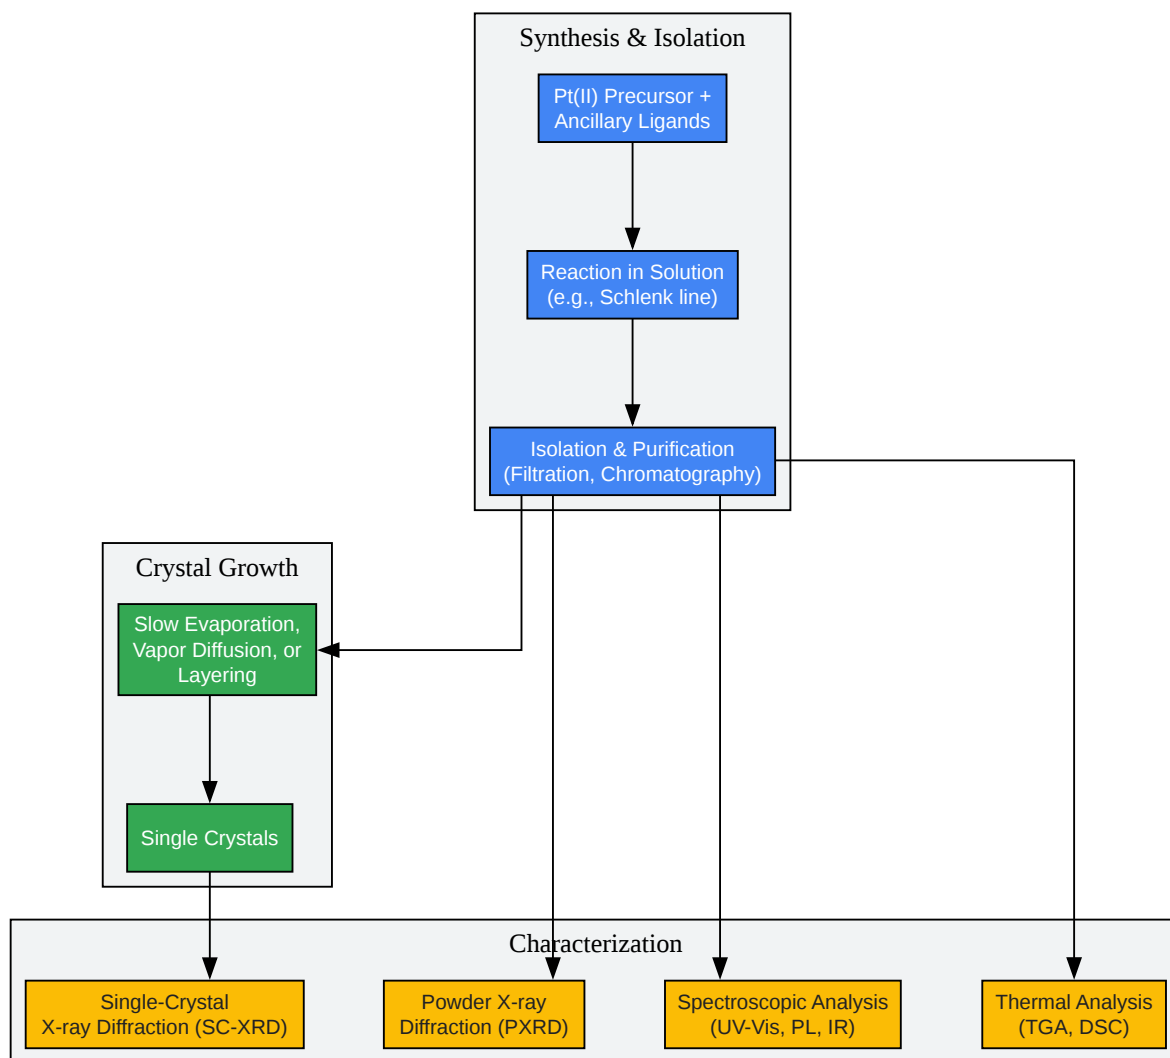 Synthesis & Isolation
Pt(II) Precursor +
Ancillary Ligands
Reaction in Solution
(e.g., Schlenk line)
Isolation & Purification
(Filtration, Chromatography)
Crystal Growth
Slow Evaporation,
Vapor Diffusion, or
Layering
Single Crystals
Characterization
Single-Crystal
X-ray Diffraction (SC-XRD)
Powder X-ray
Diffraction (PXRD)
Spectroscopic Analysis
(UV-Vis, PL, IR)
Thermal Analysis
(TGA, DSC)